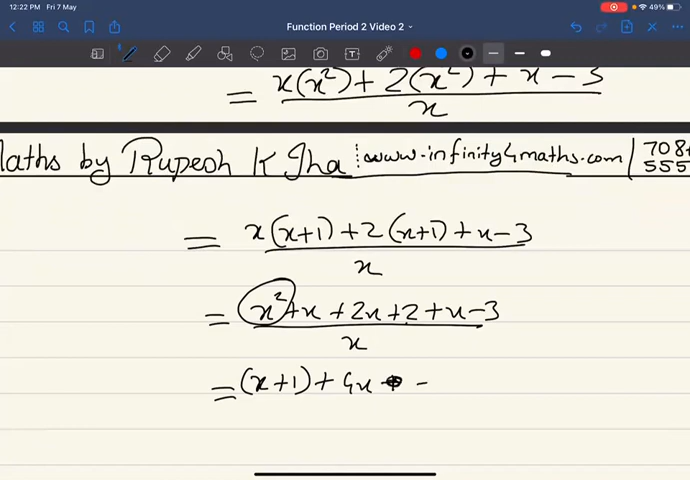 12:22 PM Fri 7 May
49%
Function Period 2 Video 2
= x(x²) + 2(x²) + x - 3
x
Maths by Rupesh K Jha www.infinity4maths.com / 708
555
= x(x+1) + 2(x+1) + x - 3
x
= x² + x + 2x + 2 + x - 3
x
= (x+1) + 4x -